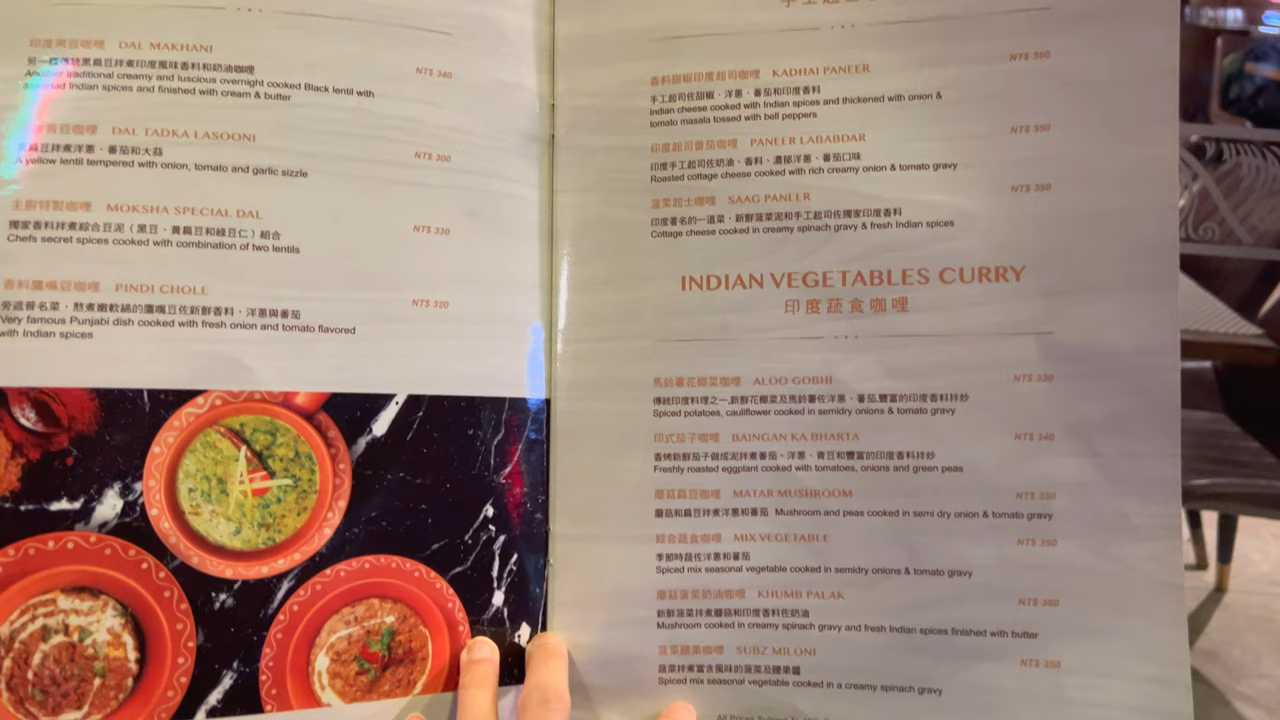 印度黑豆咖哩 DAL MAKHANI
NT$ 340
另一種傳統黑扁豆拌煮印度風味香料和奶油咖哩
Another traditional creamy and luscious overnight cooked Black lentil with
Indian spices and finished with cream & butter
黃豆咖哩 DAL TADKA LASOONI
NT$ 300
扁豆拌煮洋蔥、番茄和大蒜
A yellow lentil tempered with onion, tomato and garlic sizzle
主廚特製咖哩 MOKSHA SPECIAL DAL
NT$ 330
獨家香料拌煮綜合豆泥（黑豆、黃扁豆和綠豆仁）組合
Chefs secret spices cooked with combination of two lentils
香料鷹嘴豆咖哩 PINDI CHOLE
NT$ 320
旁遮普名菜，熬煮嫩軟綿的鷹嘴豆佐新鮮香料、洋蔥與番茄
Very famous Punjabi dish cooked with fresh onion and tomato flavored
with Indian spices
香料甜椒印度起司咖哩 KADHAI PANEER
NT$ 350
手工起司佐甜椒、洋蔥、番茄和印度香料
Indian cheese cooked with Indian spices and thickened with onion &
tomato masala tossed with bell peppers
印度起司番茄咖哩 PANEER LABABDAR
NT$ 350
印度手工起司佐奶油、香料、濃郁洋蔥、番茄口味
Roasted cottage cheese cooked with rich creamy onion & tomato gravy
菠菜起士咖哩 SAAG PANEER
NT$ 350
印度著名的一道菜，新鮮菠菜泥和手工起司佐獨家印度香料
Cottage cheese cooked in creamy spinach gravy & fresh Indian spices
INDIAN VEGETABLES CURRY
印度蔬食咖哩
馬鈴薯花椰菜咖哩 ALOO GOBHI
NT$ 330
傳統印度料理之一,新鮮花椰菜及馬鈴薯佐洋蔥、番茄,豐富的印度香料拌炒
Spiced potatoes, cauliflower cooked in semidry onions & tomato gravy
印式茄子咖哩 BAINGAN KA BHARTA
NT$ 340
香烤新鮮茄子做成泥拌煮番茄、洋蔥、青豆和豐富的印度香料拌炒
Freshly roasted eggplant cooked with tomatoes, onions and green peas
蘑菇扁豆咖哩 MATAR MUSHROOM
NT$ 350
蘑菇和扁豆拌煮洋蔥和番茄 Mushroom and peas cooked in semi dry onion & tomato gravy
綜合蔬食咖哩 MIX VEGETABLE
NT$ 350
季節時蔬佐洋蔥和番茄
Spiced mix seasonal vegetable cooked in semidry onions & tomato gravy
蘑菇菠菜奶油咖哩 KHUMB PALAK
NT$ 350
新鮮菠菜拌煮蘑菇和印度香料佐奶油
Mushroom cooked in creamy spinach gravy and fresh Indian spices finished with butter
菠菜腰果咖哩 SUBZ MILONI
NT$ 350
蔬菜拌煮富含風味的菠菜及腰果醬
Spiced mix seasonal vegetable cooked in a creamy spinach gravy
All Prices Subject To